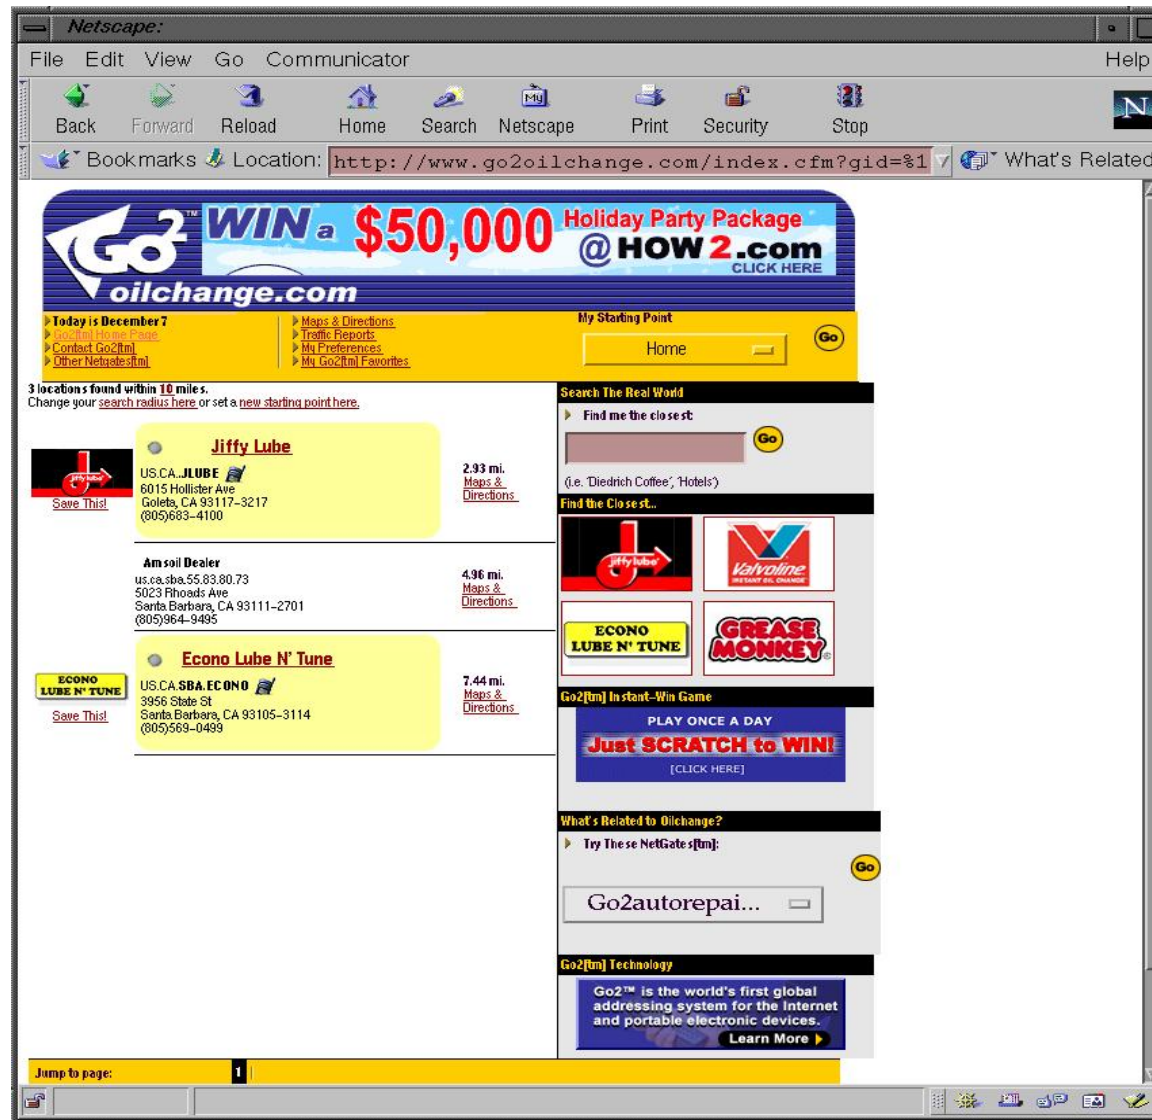 Netscape:
File Edit View Go Communicator Help
Back Forward Reload Home Search Netscape Print Security Stop
My
N
Bookmarks Location: http://www.go2oilchange.com/index.cfm?gid=%1 What's Related
Go2™ WIN a $50,000 Holiday Party Package
@ HOW2.com
CLICK HERE
oilchange.com
Today is December 7
Go2[tm] Home Page
Contact Go2[tm]
Other Netgates[tm]
Maps & Directions
Traffic Reports
My Preferences
My Go2[tm] Favorites
My Starting Point
Home
Go
3 locations found within 10 miles.
Change your search radius here or set a new starting point here.
jiffy lube
Save This!
Jiffy Lube
US.CA..JLUBE
6015 Hollister Ave
Goleta, CA 93117-3217
(805)683-4100
2.93 mi.
Maps &
Directions
Amsoil Dealer
us.ca.sba.55.83.80.73
5023 Rhoads Ave
Santa Barbara, CA 93111-2701
(805)964-9495
4.96 mi.
Maps &
Directions
ECONO
LUBE N' TUNE
Save This!
Econo Lube N' Tune
US.CA.SBA.ECONO
3956 State St
Santa Barbara, CA 93105-3114
(805)569-0499
7.44 mi.
Maps &
Directions
Search The Real World
Find me the closest:
Go
(i.e. 'Diedrich Coffee', 'Hotels')
Find the Closest...
jiffy lube
Valvoline
INSTANT OIL CHANGE
ECONO
LUBE N' TUNE
GREASE
MONKEY®
Go2[tm] Instant-Win Game
PLAY ONCE A DAY
Just SCRATCH to WIN!
[CLICK HERE]
What's Related to Oilchange?
Try These NetGates[tm]:
Go
Go2autorepai...
Go2[tm] Technology
Go2™ is the world's first global
addressing system for the Internet
and portable electronic devices.
Learn More
Jump to page: 1 |